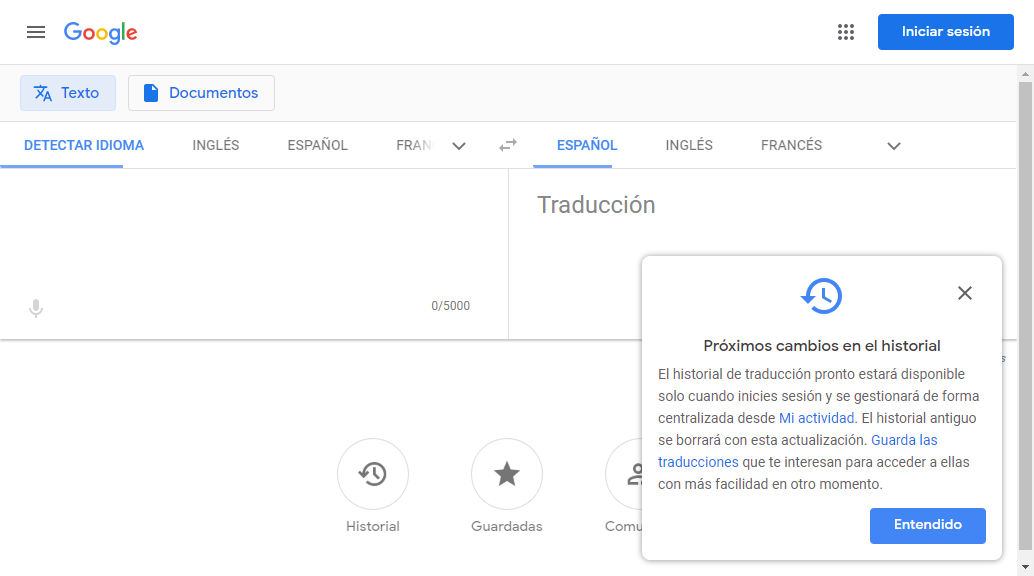 Google
Iniciar sesión
Texto
Documentos
DETECTAR IDIOMA
INGLÉS
ESPAÑOL
FRAN
ESPAÑOL
INGLÉS
FRANCÉS
Traducción
0/5000
Próximos cambios en el historial
El historial de traducción pronto estará disponible
solo cuando inicies sesión y se gestionará de forma
centralizada desde Mi actividad. El historial antiguo
se borrará con esta actualización. Guarda las
traducciones que te interesan para acceder a ellas
con más facilidad en otro momento.
Entendido
Historial
Guardadas
Comu